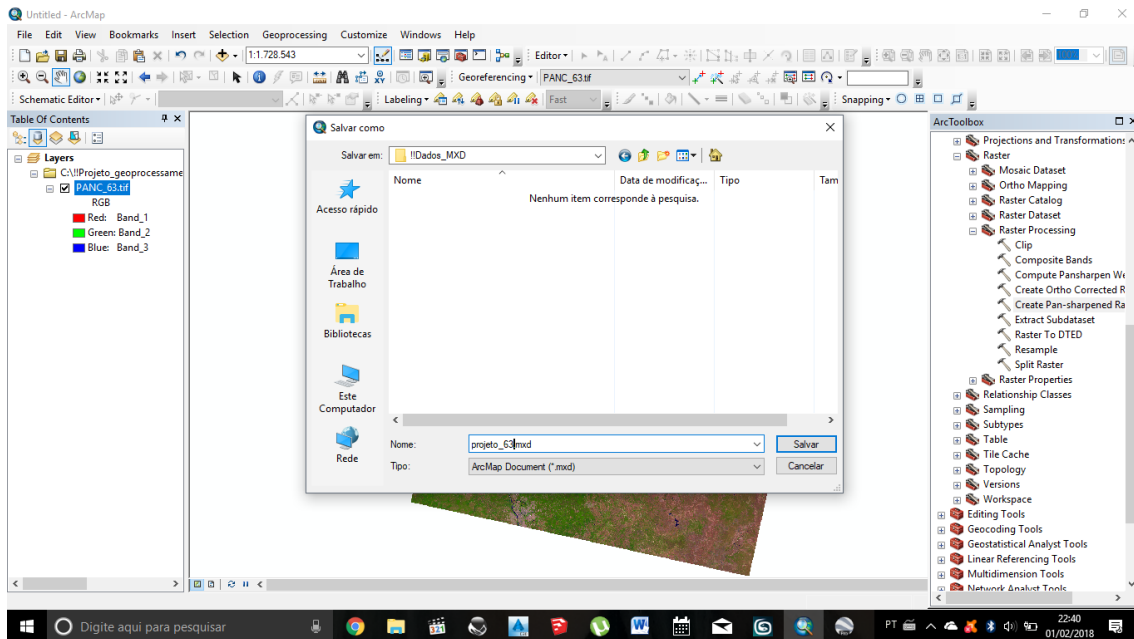 Untitled - ArcMap
File Edit View Bookmarks Insert Selection Geoprocessing Customize Windows Help
1:1.728.543
Editor
Georeferencing PANC_63.tif
Schematic Editor
Labeling Fast
Snapping
Table Of Contents
Layers
C:\!!Projeto_geoprocessame
PANC_63.tif
RGB
Red: Band_1
Green: Band_2
Blue: Band_3
Salvar como
Salvar em: !!Dados_MXD
Nome Data de modificaç... Tipo Tam
Nenhum item corresponde à pesquisa.
Acesso rápido
Área de
Trabalho
Bibliotecas
Este
Computador
Rede
Nome: projeto_63mxd Salvar
Tipo: ArcMap Document (*.mxd) Cancelar
ArcToolbox
Projections and Transformations
Raster
Mosaic Dataset
Ortho Mapping
Raster Catalog
Raster Dataset
Raster Processing
Clip
Composite Bands
Compute Pansharpen We
Create Ortho Corrected R
Create Pan-sharpened Ra
Extract Subdataset
Raster To DTED
Resample
Split Raster
Raster Properties
Relationship Classes
Sampling
Subtypes
Table
Tile Cache
Topology
Versions
Workspace
Editing Tools
Geocoding Tools
Geostatistical Analyst Tools
Linear Referencing Tools
Multidimension Tools
Network Analyst Tools
Digite aqui para pesquisar
PT
22:40
01/02/2018